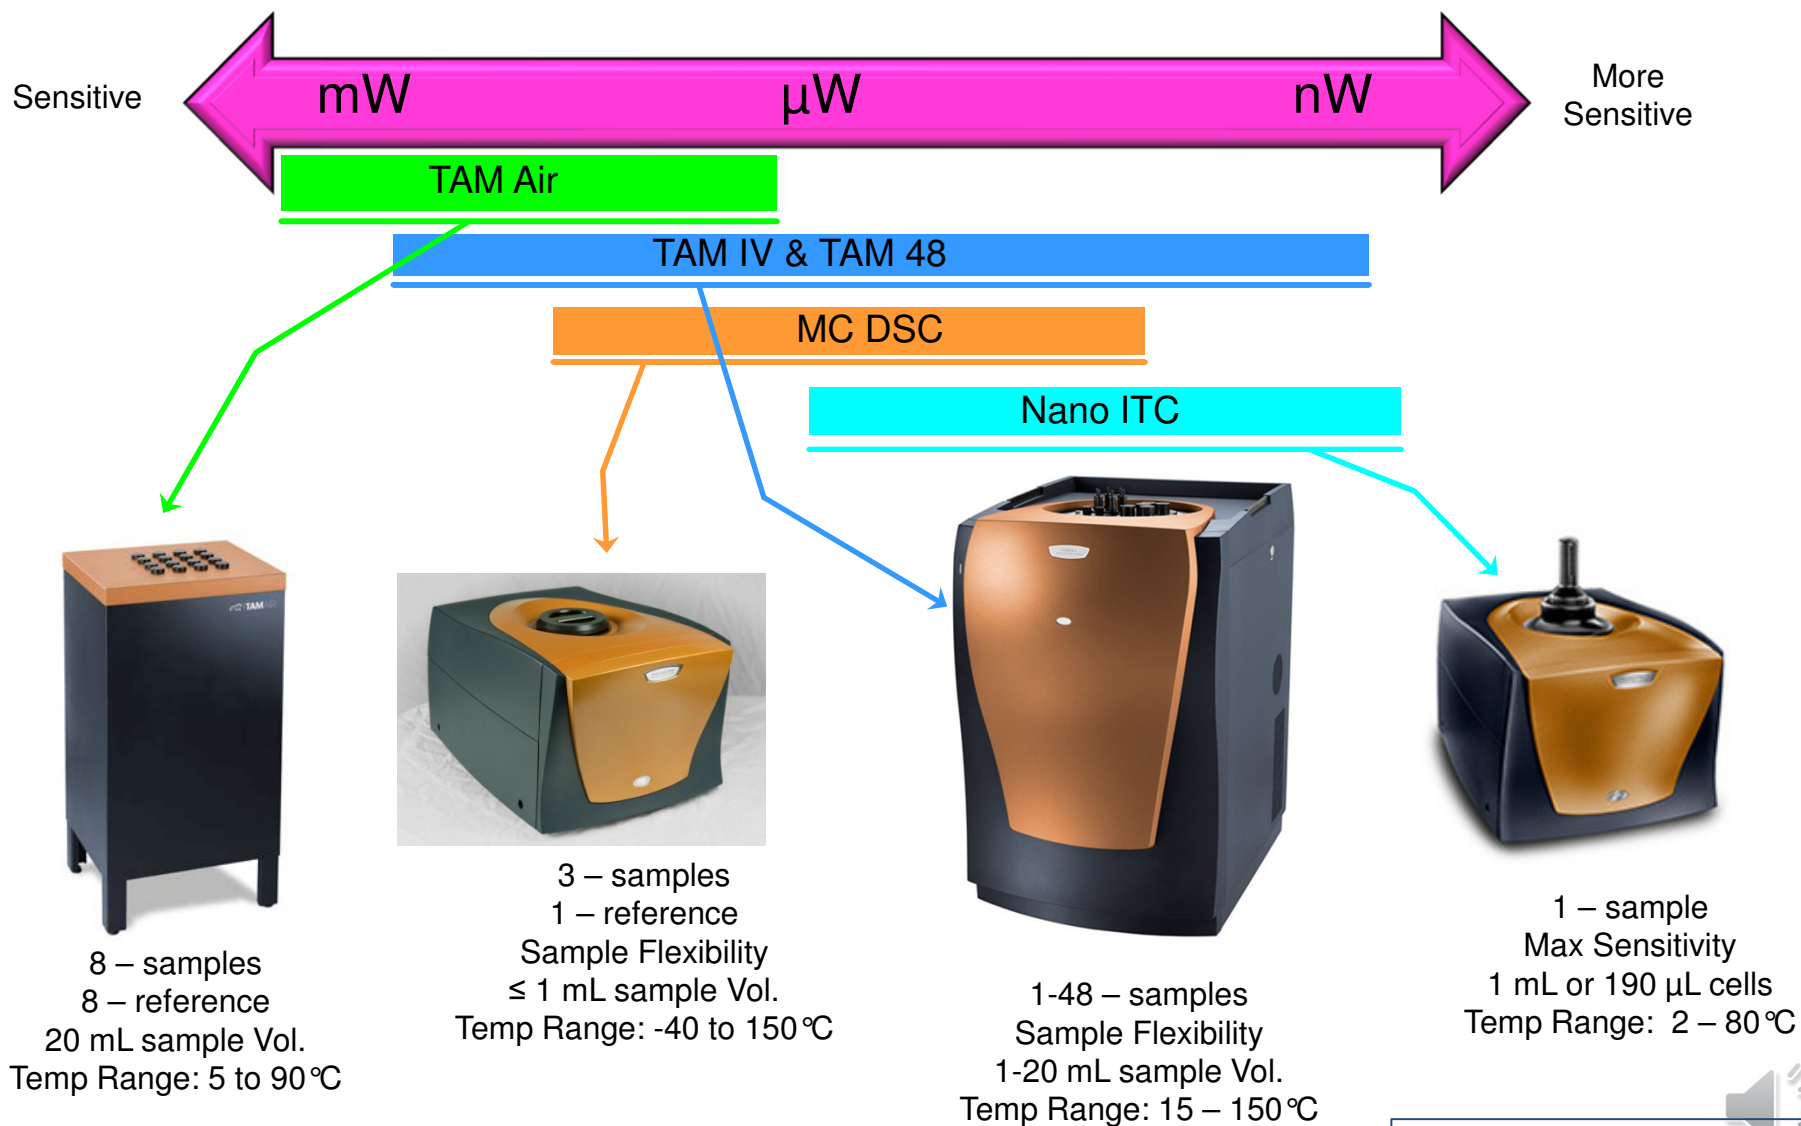 Sensitive
mW
µW
nW
More
Sensitive
TAM Air
TAM IV & TAM 48
MC DSC
Nano ITC
TAM AIR
8 – samples
8 – reference
20 mL sample Vol.
Temp Range: 5 to 90°C
3 – samples
1 – reference
Sample Flexibility
≤ 1 mL sample Vol.
Temp Range: -40 to 150°C
1-48 – samples
Sample Flexibility
1-20 mL sample Vol.
Temp Range: 15 – 150°C
1 – sample
Max Sensitivity
1 mL or 190 µL cells
Temp Range: 2 – 80°C